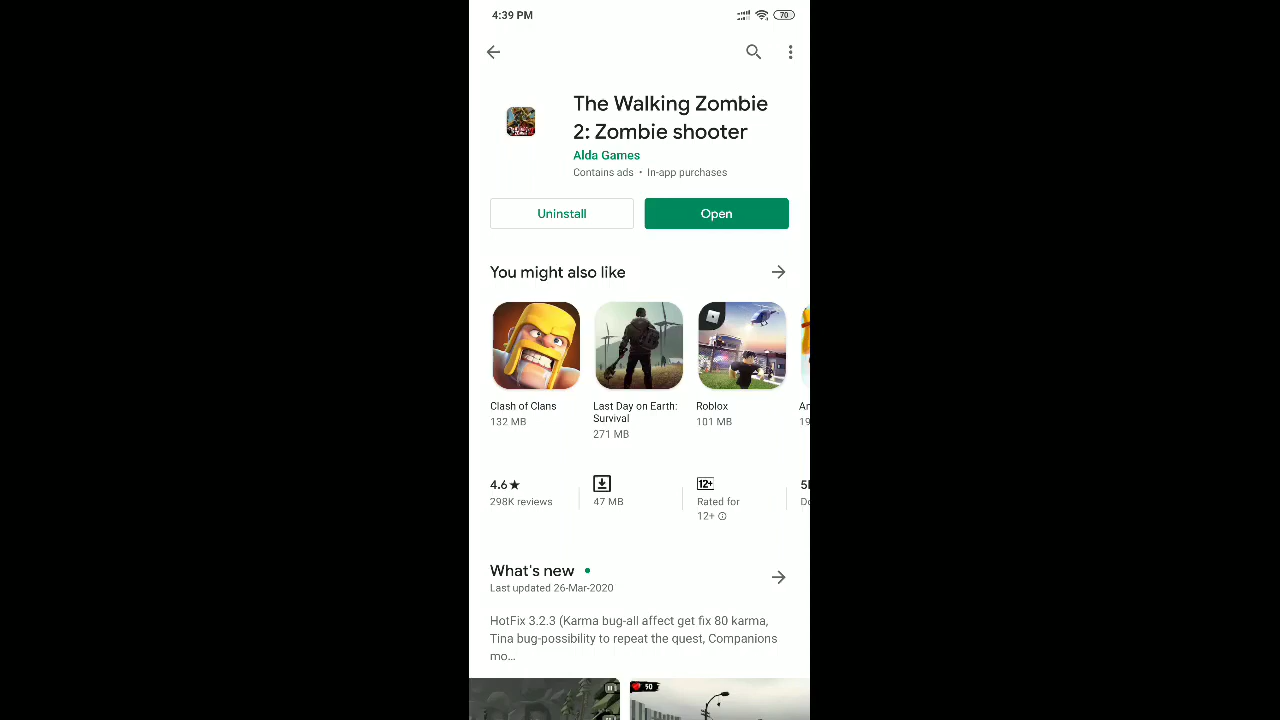 4:39 PM
70
The Walking Zombie
2: Zombie shooter
Alda Games
Contains ads • In-app purchases
Uninstall
Open
You might also like
Clash of Clans
132 MB
Last Day on Earth:
Survival
271 MB
Roblox
101 MB
4.6★
298K reviews
47 MB
12+
Rated for
12+
What's new
Last updated 26-Mar-2020
HotFix 3.2.3 (Karma bug-all affect get fix 80 karma,
Tina bug-possibility to repeat the quest, Companions
mo...
50